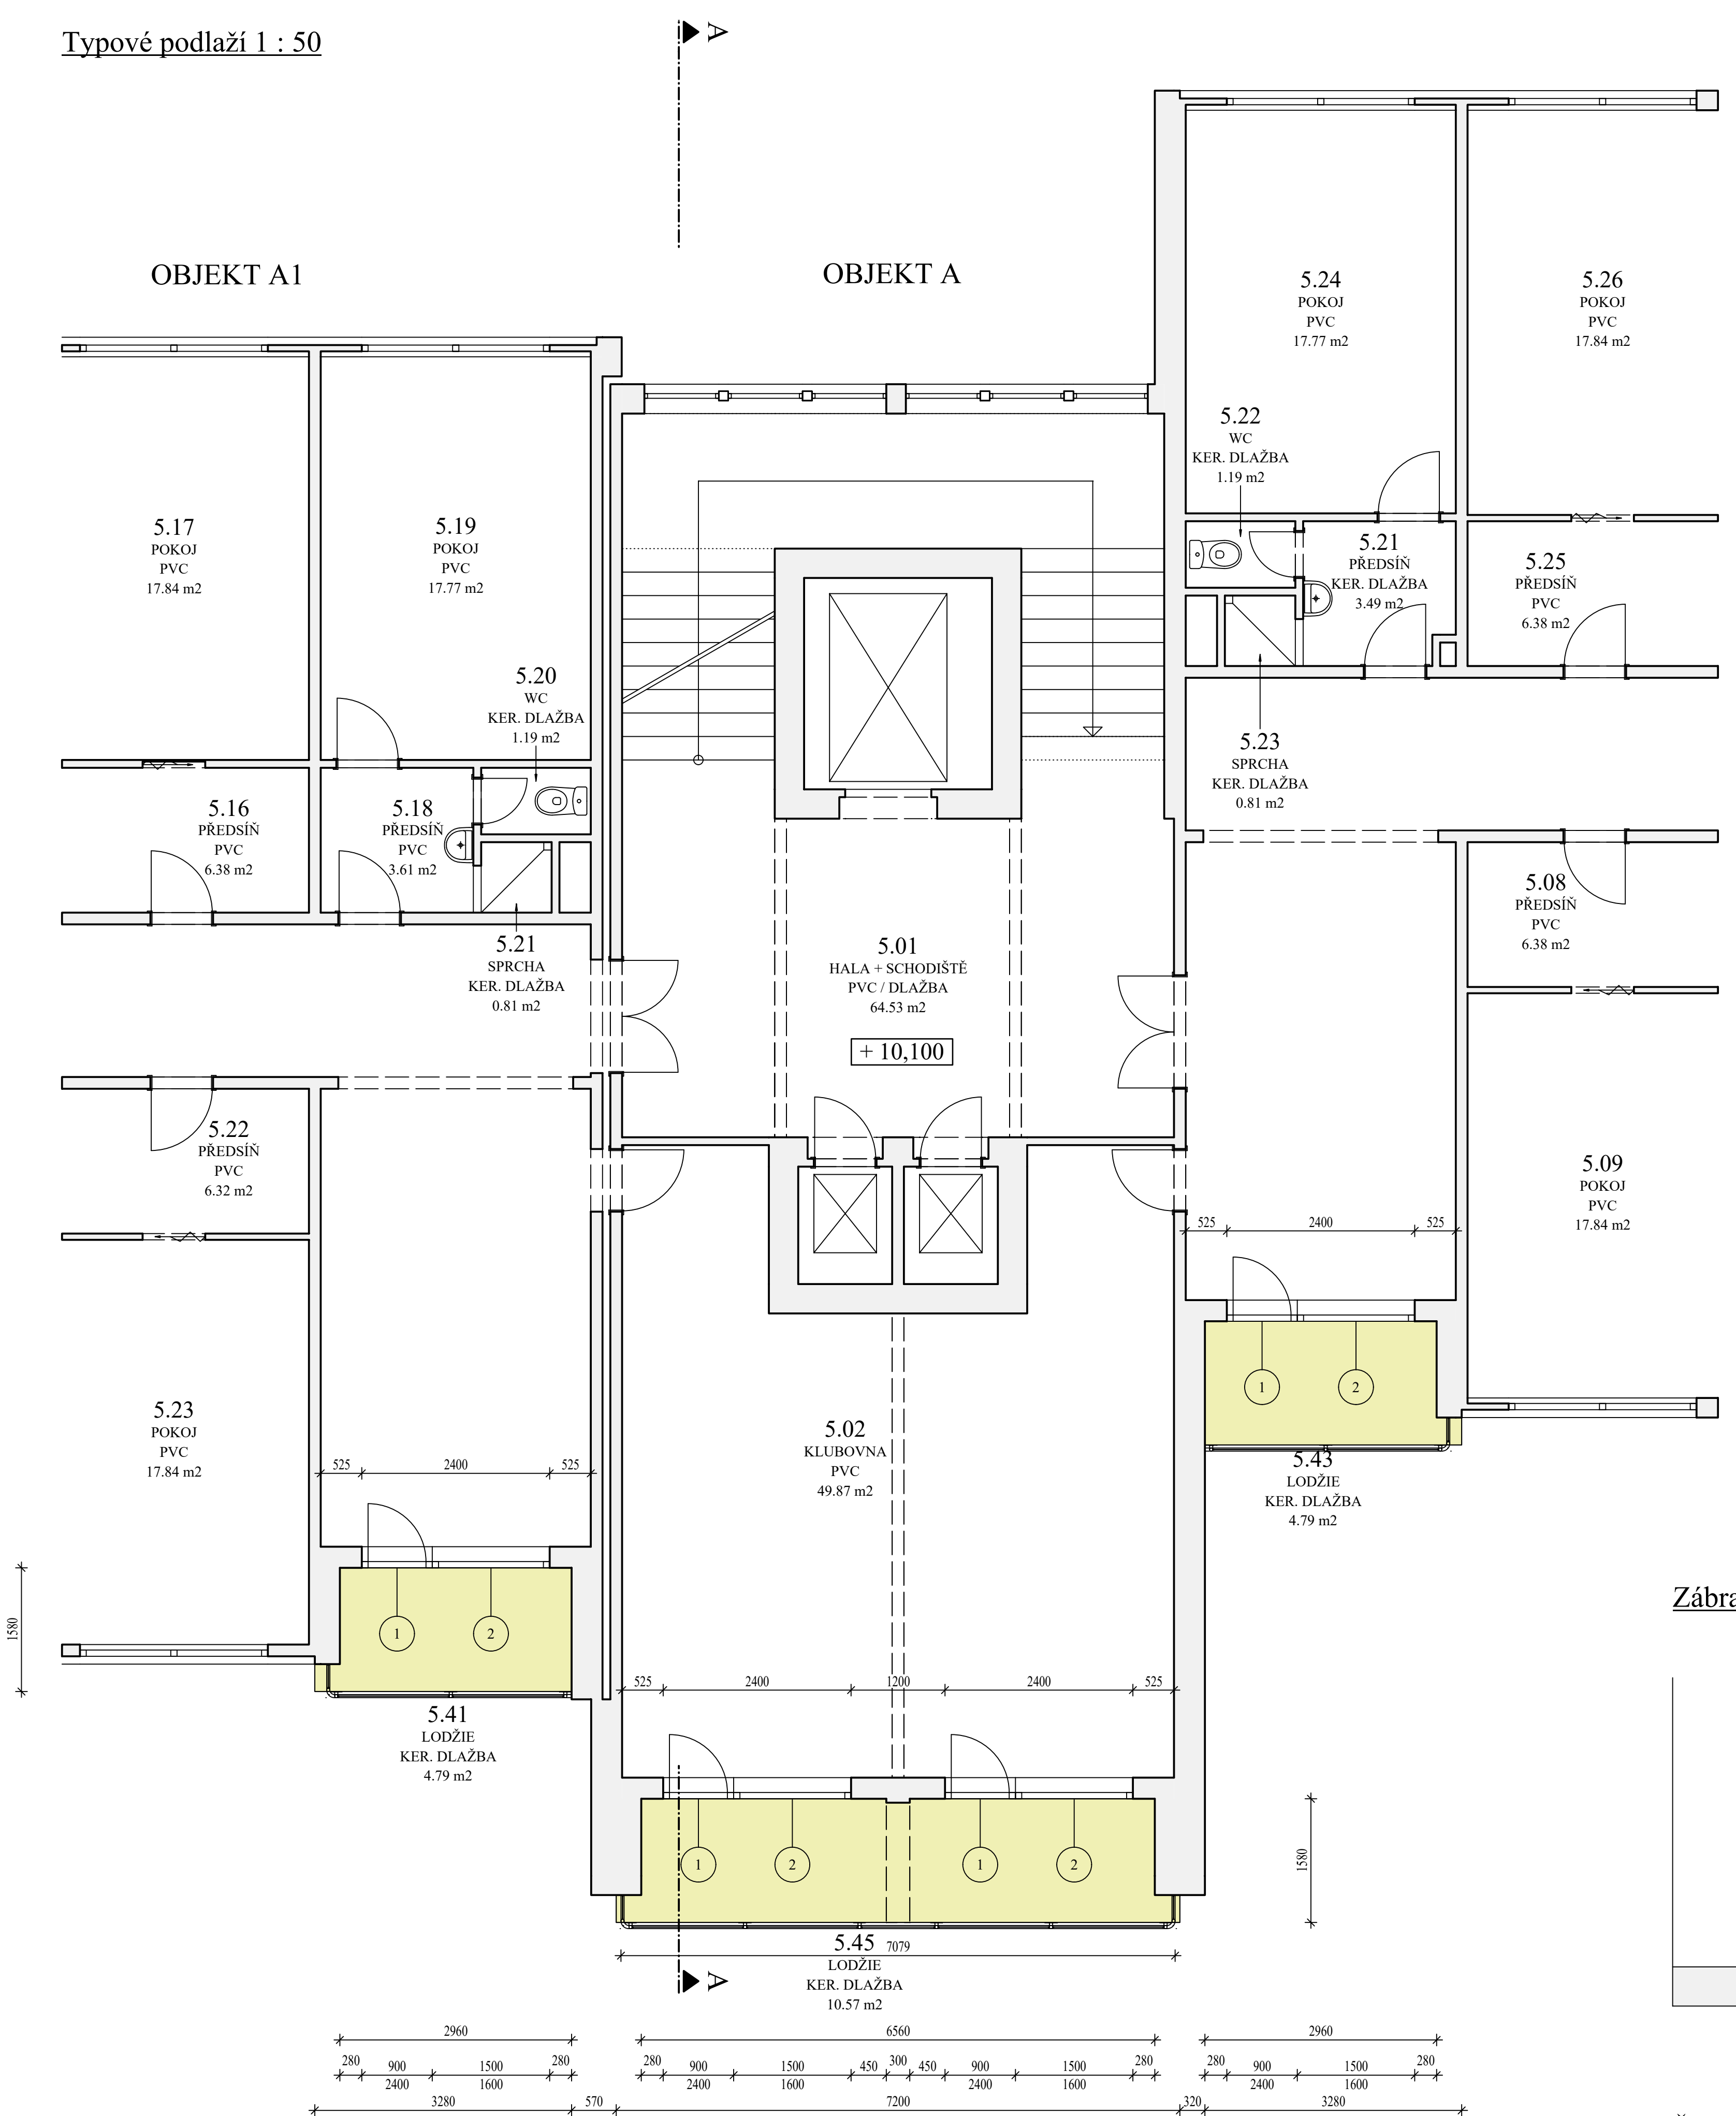 Typové podlaží 1 : 50
A
OBJEKT A1
OBJEKT A
5.24
POKOJ
PVC
17.77 m2
5.26
POKOJ
PVC
17.84 m2
5.22
WC
KER. DLAŽBA
1.19 m2
5.17
POKOJ
PVC
17.84 m2
5.19
POKOJ
PVC
17.77 m2
5.21
PŘEDSÍŇ
KER. DLAŽBA
3.49 m2
5.25
PŘEDSÍŇ
PVC
6.38 m2
5.20
WC
KER. DLAŽBA
1.19 m2
5.23
SPRCHA
KER. DLAŽBA
0.81 m2
5.16
PŘEDSÍŇ
PVC
6.38 m2
5.18
PŘEDSÍŇ
PVC
3.61 m2
5.08
PŘEDSÍŇ
PVC
6.38 m2
5.21
SPRCHA
KER. DLAŽBA
0.81 m2
5.01
HALA + SCHODIŠTĚ
PVC / DLAŽBA
64.53 m2
+ 10,100
5.22
PŘEDSÍŇ
PVC
6.32 m2
5.09
POKOJ
PVC
17.84 m2
525 2400 525
1 2
5.23
POKOJ
PVC
17.84 m2
5.02
KLUBOVNA
PVC
49.87 m2
5.43
LODŽIE
KER. DLAŽBA
4.79 m2
525 2400 525
1580
1 2
Zábra
525 2400 1200 2400 525
5.41
LODŽIE
KER. DLAŽBA
4.79 m2
1 2 1 2
1580
5.45 7079
LODŽIE
KER. DLAŽBA
10.57 m2
A
2960 6560 2960
280 900 1500 280 280 900 1500 450 300 450 900 1500 280 280 900 1500 280
2400 1600 2400 1600 2400 1600 2400 1600
3280 570 7200 320 3280